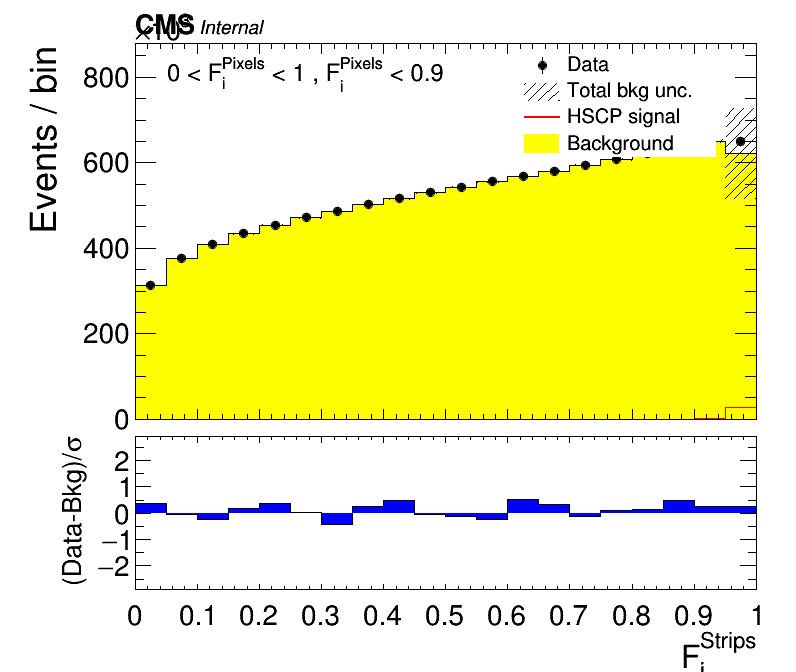 CMS Internal
×10³
800
600
400
200
0
Events / bin
0 < F_i^Pixels < 1 , F_i^Pixels < 0.9
Data
Total bkg unc.
HSCP signal
Background
(Data-Bkg)/σ
2
1
0
−1
−2
0 0.1 0.2 0.3 0.4 0.5 0.6 0.7 0.8 0.9 1
F_i^Strips